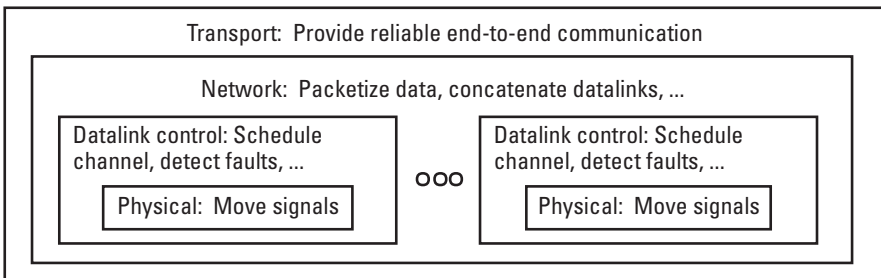 Transport: Provide reliable end-to-end communication
Network: Packetize data, concatenate datalinks, ...
Datalink control: Schedule
channel, detect faults, ...
Physical: Move signals
ooo
Datalink control: Schedule
channel, detect faults, ...
Physical: Move signals